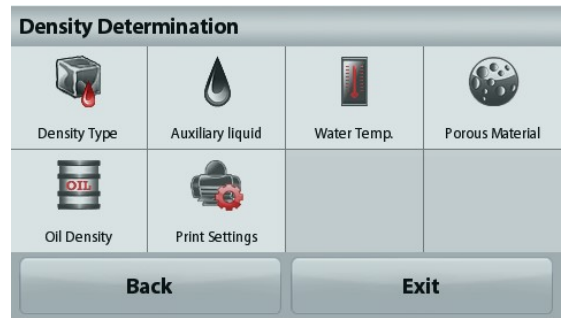 Density Determination
Density Type Auxiliary liquid Water Temp. Porous Material
OIL
Oil Density Print Settings
Back Exit